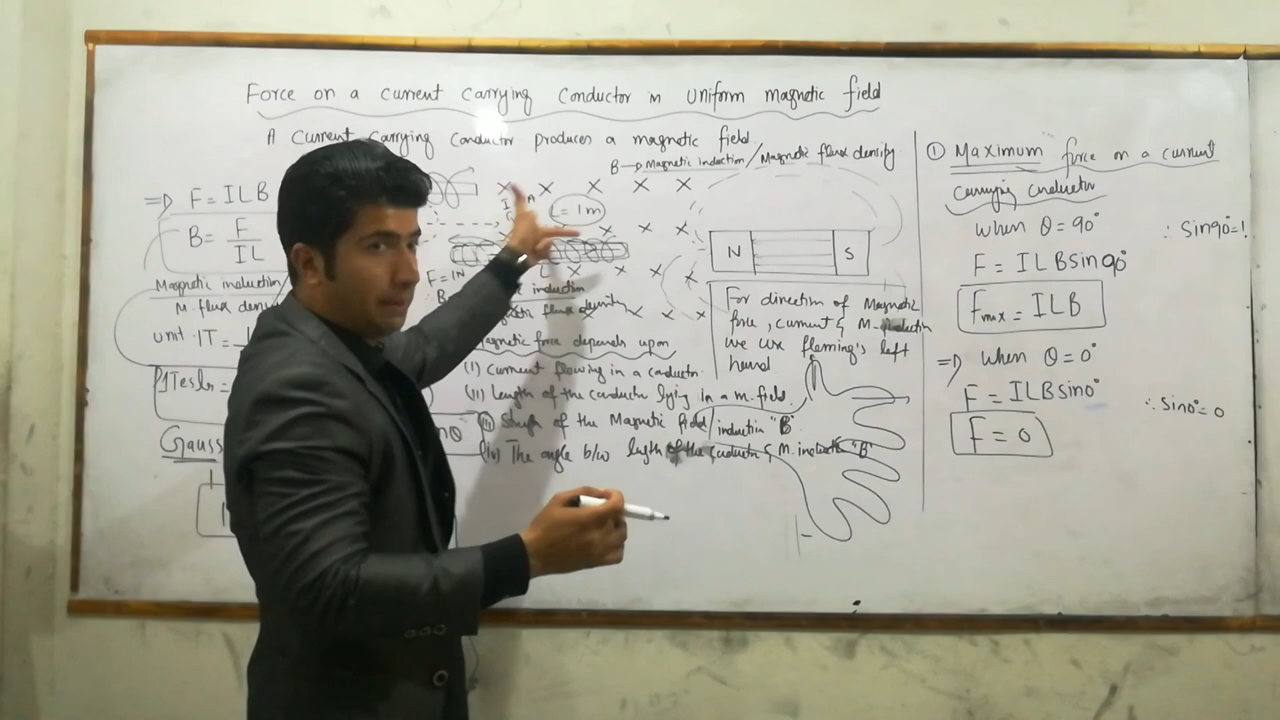 Force on a current carrying conductor in uniform magnetic field
A current carrying conductor produces a magnetic field.
B → Magnetic induction / Magnetic flux density
⇒ F = ILB
B = F / IL
Magnetic induction /
M. flux
unit 1T =
1 Tesla =
Gauss
nθ
x x x x x
L = 1m
x x x
N S
F = 1N
x x x x
induction
flux density
x x
Magnetic force depends upon
(i) current flowing in a conductor.
(ii) length of the conductor lying in a m. field.
(iii) of the Magnetic field / induction "B"
(iv) The angle b/w length of the conductor & M. induction "B"
For direction of Magnetic
force, current & M.
we use fleming's left
hand
① Maximum force on a current
carrying conductor
when θ = 90°
∴ Sin90° = 1
F = ILBsin90°
Fmax = ILB
⇒ when θ = 0°
F = ILBsin0°
∴ Sin0° = 0
F = 0